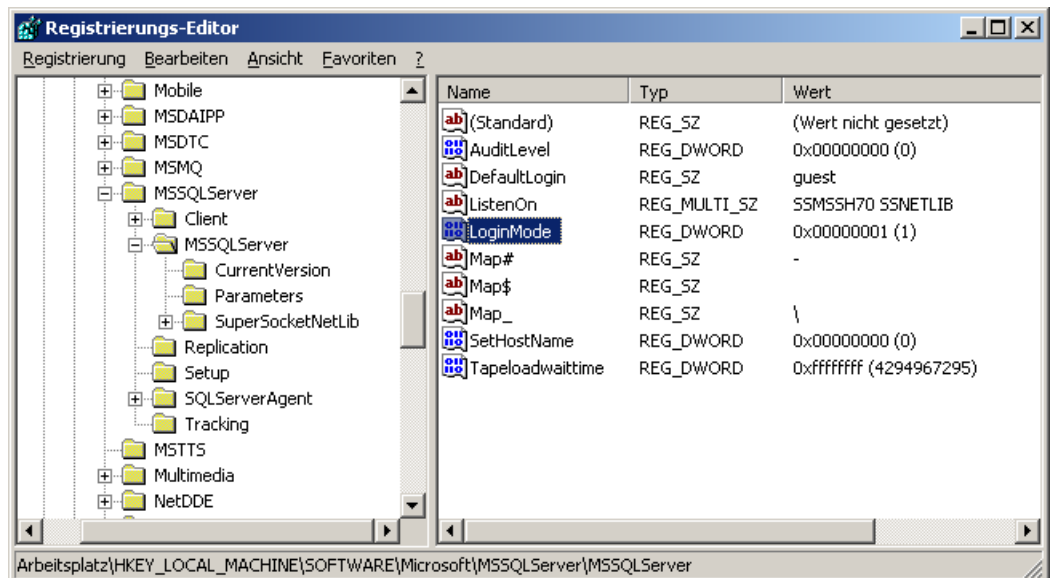 Registrierungs-Editor
Registrierung Bearbeiten Ansicht Favoriten ?
Mobile
MSDAIPP
MSDTC
MSMQ
MSSQLServer
Client
MSSQLServer
CurrentVersion
Parameters
SuperSocketNetLib
Replication
Setup
SQLServerAgent
Tracking
MSTTS
Multimedia
NetDDE
Name Typ Wert
(Standard) REG_SZ (Wert nicht gesetzt)
AuditLevel REG_DWORD 0x00000000 (0)
DefaultLogin REG_SZ guest
ListenOn REG_MULTI_SZ SSMSSH70 SSNETLIB
LoginMode REG_DWORD 0x00000001 (1)
Map# REG_SZ -
Map$ REG_SZ
Map_ REG_SZ \
SetHostName REG_DWORD 0x00000000 (0)
Tapeloadwaittime REG_DWORD 0xffffffff (4294967295)
Arbeitsplatz\HKEY_LOCAL_MACHINE\SOFTWARE\Microsoft\MSSQLServer\MSSQLServer